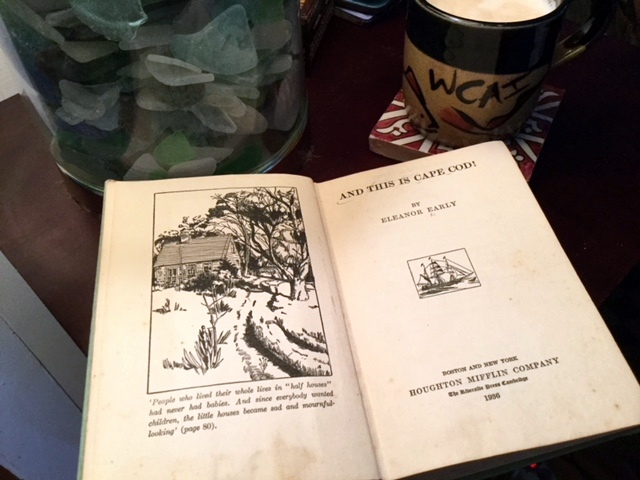 WCAI
'People who lived their whole lives in "half houses"
had never had babies. And since everybody wanted
children, the little houses became sad and mournful-
looking' (page 80).
AND THIS IS CAPE COD!
BY
ELEANOR EARLY
BOSTON AND NEW YORK
HOUGHTON MIFFLIN COMPANY
The Riverside Press Cambridge
1936